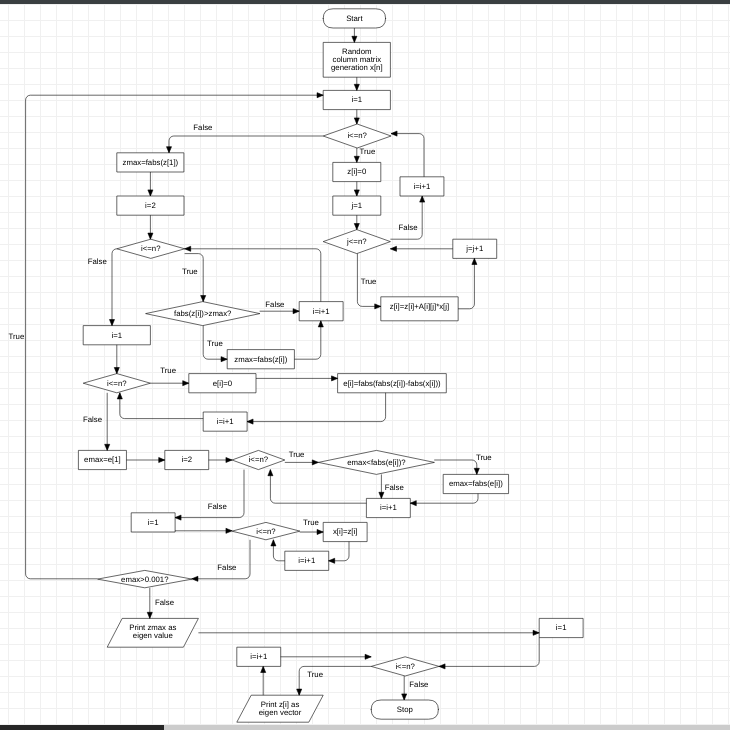 Start
Random
column matrix
generation x[n]
i=1
False
i<=n?
True
zmax=fabs(z[1])
z[i]=0
i=i+1
i=2
j=1
False
i<=n?
j<=n?
j=j+1
False
True
True
fabs(z[i])>zmax?
False
i=i+1
z[i]=z[i]+A[i][j]*x[j]
True
i=1
True
zmax=fabs(z[i])
True
i<=n?
e[i]=0
e[i]=fabs(fabs(z[i])-fabs(x[i]))
False
i=i+1
emax=e[1]
i=2
i<=n?
True
emax<fabs(e[i])?
True
emax=fabs(e[i])
False
False
i=i+1
i=1
i<=n?
True
x[i]=z[i]
i=i+1
False
emax>0.001?
False
Print zmax as
eigen value
i=1
i=i+1
i<=n?
True
False
Print z[i] as
eigen vector
Stop